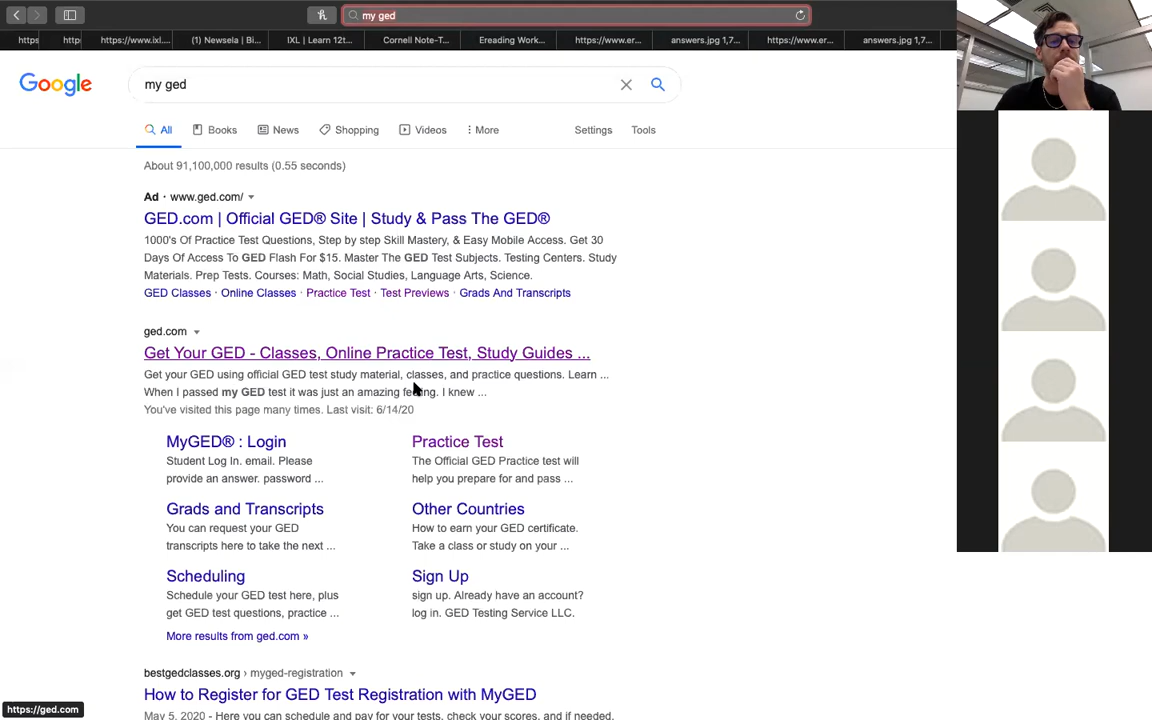 my ged
https
http
https://www.ixl....
(1) Newsela | Bi...
IXL | Learn 12t...
Cornell Note-T...
Ereading Work...
https://www.er...
answers.jpg 1,7...
https://www.er...
answers.jpg 1,7...
Google
my ged
All
Books
News
Shopping
Videos
More
Settings
Tools
About 91,100,000 results (0.55 seconds)
Ad · www.ged.com/
GED.com | Official GED® Site | Study & Pass The GED®
1000's Of Practice Test Questions, Step by step Skill Mastery, & Easy Mobile Access. Get 30
Days Of Access To GED Flash For $15. Master The GED Test Subjects. Testing Centers. Study
Materials. Prep Tests. Courses: Math, Social Studies, Language Arts, Science.
GED Classes · Online Classes · Practice Test · Test Previews · Grads And Transcripts
ged.com
Get Your GED - Classes, Online Practice Test, Study Guides ...
Get your GED using official GED test study material, classes, and practice questions. Learn ...
When I passed my GED test it was just an amazing feeling. I knew ...
You've visited this page many times. Last visit: 6/14/20
MyGED® : Login
Student Log In. email. Please
provide an answer. password ...
Practice Test
The Official GED Practice test will
help you prepare for and pass ...
Grads and Transcripts
You can request your GED
transcripts here to take the next ...
Other Countries
How to earn your GED certificate.
Take a class or study on your ...
Scheduling
Schedule your GED test here, plus
get GED test questions, practice ...
Sign Up
sign up. Already have an account?
log in. GED Testing Service LLC.
More results from ged.com »
bestgedclasses.org › myged-registration
How to Register for GED Test Registration with MyGED
May 5, 2020 - Here you can schedule and pay for your tests, check your scores, and if needed,
https://ged.com